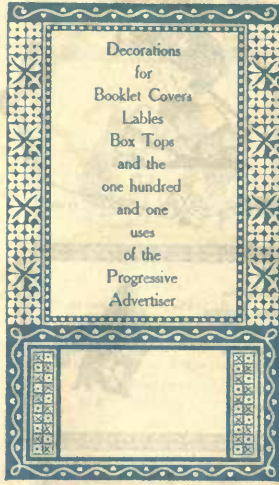 Decorations
for
Booklet Covers
Lables
Box Tops
and the
one hundred
and one
uses
of the
Progressive
Advertiser